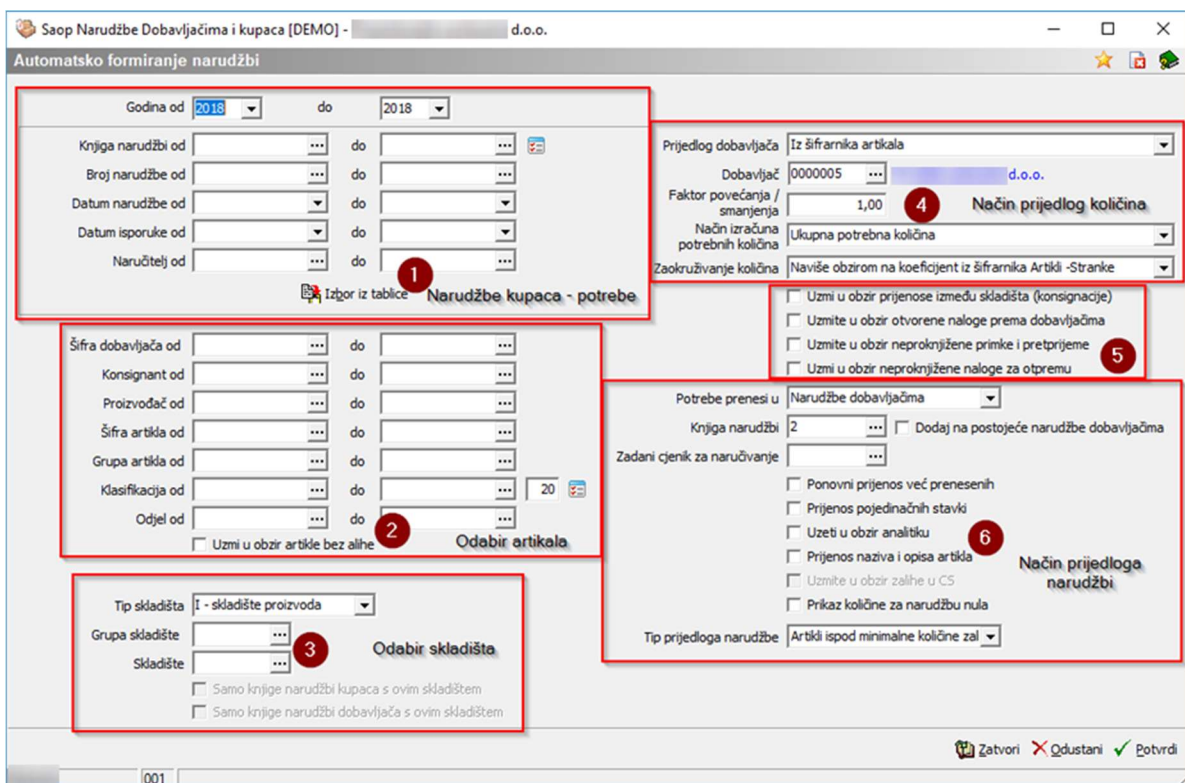 Saop Narudžbe Dobavljačima i kupaca [DEMO] - d.o.o.
Automatsko formiranje narudžbi
Godina od 2018 do 2018
Knjiga narudžbi od do
Broj narudžbe od do
Datum narudžbe od do
Datum isporuke od do
Naručitelj od do
1
Izbor iz tablice Narudžbe kupaca - potrebe
Šifra dobavljača od do
Konsignant od do
Proizvođač od do
Šifra artikla od do
Grupa artikla od do
Klasifikacija od do 20
Odjel od do
2
Uzmi u obzir artikle bez alihe Odabir artikala
Tip skladišta I - skladište proizvoda
Grupa skladište
3 Odabir skladišta
Skladište
Samo knjige narudžbi kupaca s ovim skladištem
Samo knjige narudžbi dobavljača s ovim skladištem
Prijedlog dobavljača Iz šifrarnika artikala
Dobavljač 0000005 d.o.o.
Faktor povećanja /
smanjenja 1,00 4 Način prijedlog količina
Način izračuna
potrebnih količina Ukupna potrebna količina
Zaokruživanje količina Naviše obzirom na koeficijent iz šifrarnika Artikli -Stranke
Uzmi u obzir prijenose između skladišta (konsignacije)
Uzmite u obzir otvorene naloge prema dobavljačima
Uzmite u obzir neproknjižene primke i pretprijeme
5
Uzmi u obzir neproknjižene naloge za otpremu
Potrebe prenesi u Narudžbe dobavljačima
Knjiga narudžbi 2 Dodaj na postojeće narudžbe dobavljačima
Zadani cjenik za naručivanje
Ponovni prijenos već prenesenih
Prijenos pojedinačnih stavki
Uzeti u obzir analitiku
6
Prijenos naziva i opisa artikla
Način prijedloga
narudžbi
Uzmite u obzir zalihe u CS
Prikaz količine za narudžbu nula
Tip prijedloga narudžbe Artikli ispod minimalne količine zal
Zatvori Odustani Potvrdi
001